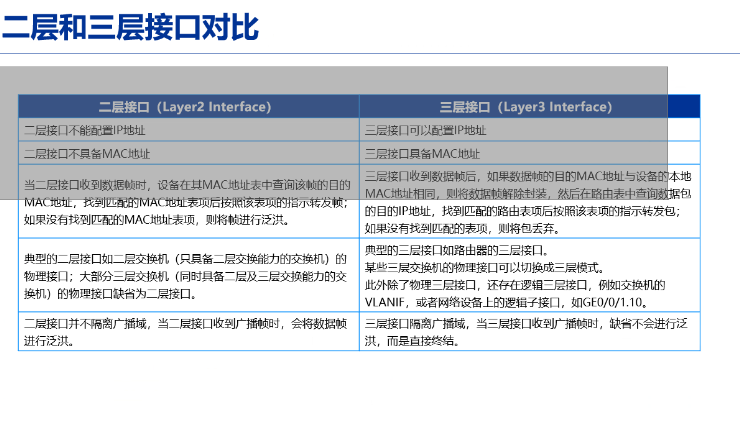 二层和三层接口对比
二层接口（Layer2 Interface）
三层接口（Layer3 Interface）
二层接口不能配置IP地址
三层接口可以配置IP地址
二层接口不具备MAC地址
三层接口具备MAC地址
当二层接口收到数据帧时，设备在其MAC地址表中查询该帧的目的
MAC地址，找到匹配的MAC地址表项后按照该表项的指示转发帧；
如果没有找到匹配的MAC地址表项，则将帧进行泛洪。
三层接口收到数据帧后，如果数据帧的目的MAC地址与设备的本地
MAC地址相同，则将数据帧解除封装，然后在路由表中查询数据包
的目的IP地址，找到匹配的路由表项后按照该表项的指示转发包；
如果没有找到匹配的表项，则将包丢弃。
典型的二层接口如二层交换机（只具备二层交换能力的交换机）的
物理接口；大部分三层交换机（同时具备二层及三层交换能力的交
换机）的物理接口缺省为二层接口。
典型的三层接口如路由器的三层接口。
某些三层交换机的物理接口可以切换成三层模式。
此外除了物理三层接口，还存在逻辑三层接口，例如交换机的
VLANIF，或者网络设备上的逻辑子接口，如GE0/0/1.10。
二层接口并不隔离广播域，当二层接口收到广播帧时，会将数据帧
进行泛洪。
三层接口隔离广播域，当三层接口收到广播帧时，缺省不会进行泛
洪，而是直接终结。